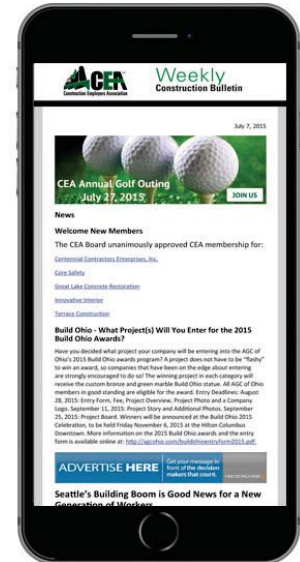 CEA
Construction Employers Association
Weekly
Construction Bulletin
July 7, 2015
CEA Annual Golf Outing
July 27, 2015
JOIN US
News
Welcome New Members
The CEA Board unanimously approved CEA membership for:
Centennial Contractors Enterprises, Inc.
Core Safety
Great Lake Concrete Restoration
Innovative Interior
Terrace Construction
Build Ohio - What Project(s) Will You Enter for the 2015
Build Ohio Awards?
Have you decided what project your company will be entering into the AGC of
Ohio's 2015 Build Ohio awards program? A project does not have to be "flashy"
to win an award, so companies that have been on the edge about entering
are strongly encouraged to do so! The winning project in each category will
receive the custom bronze and green marble Build Ohio statue. All AGC of Ohio
members in good standing are eligible for the award. Entry Deadlines: August
28, 2015: Entry Form, Fee, Project Overview, Project Photo and a Company
Logo. September 11, 2015: Project Story and Additional Photos. September
25, 2015: Project Board. Winners will be announced at the Build Ohio 2015
Celebration, to be held Friday November 6, 2015 at the Hilton Columbus
Downtown. More information on the 2015 Build Ohio awards and the entry
form is available online at: http://agcohio.com/buildohioentryform2015.pdf.
ADVERTISE HERE
Get your message in
front of the decision
makers that count.
Seattle's Building Boom is Good News for a New
Generation of Workers